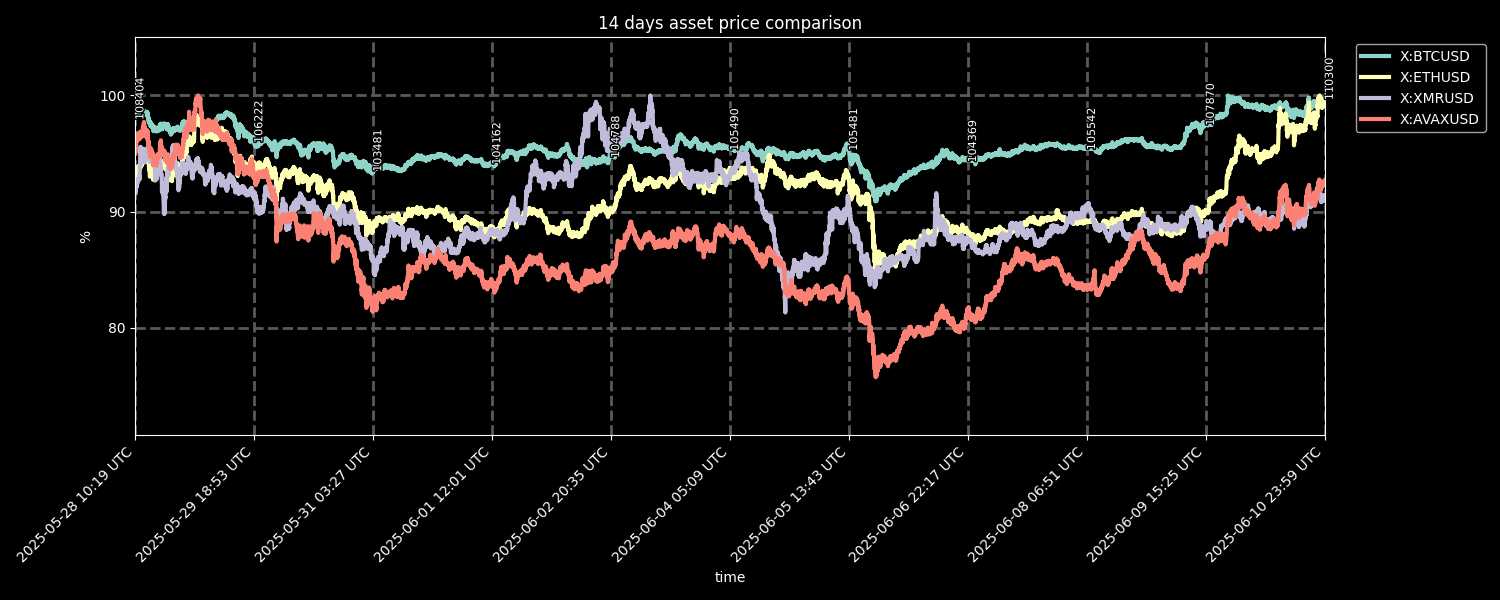 14 days asset price comparison
X:BTCUSD
X:ETHUSD
X:XMRUSD
X:AVAXUSD
100
90
80
%
108404
106222
103481
104162
104788
105490
105481
104369
105542
107870
110300
2025-05-28 10:19 UTC
2025-05-29 18:53 UTC
2025-05-31 03:27 UTC
2025-06-01 12:01 UTC
2025-06-02 20:35 UTC
2025-06-04 05:09 UTC
2025-06-05 13:43 UTC
2025-06-06 22:17 UTC
2025-06-08 06:51 UTC
2025-06-09 15:25 UTC
2025-06-10 23:59 UTC
time